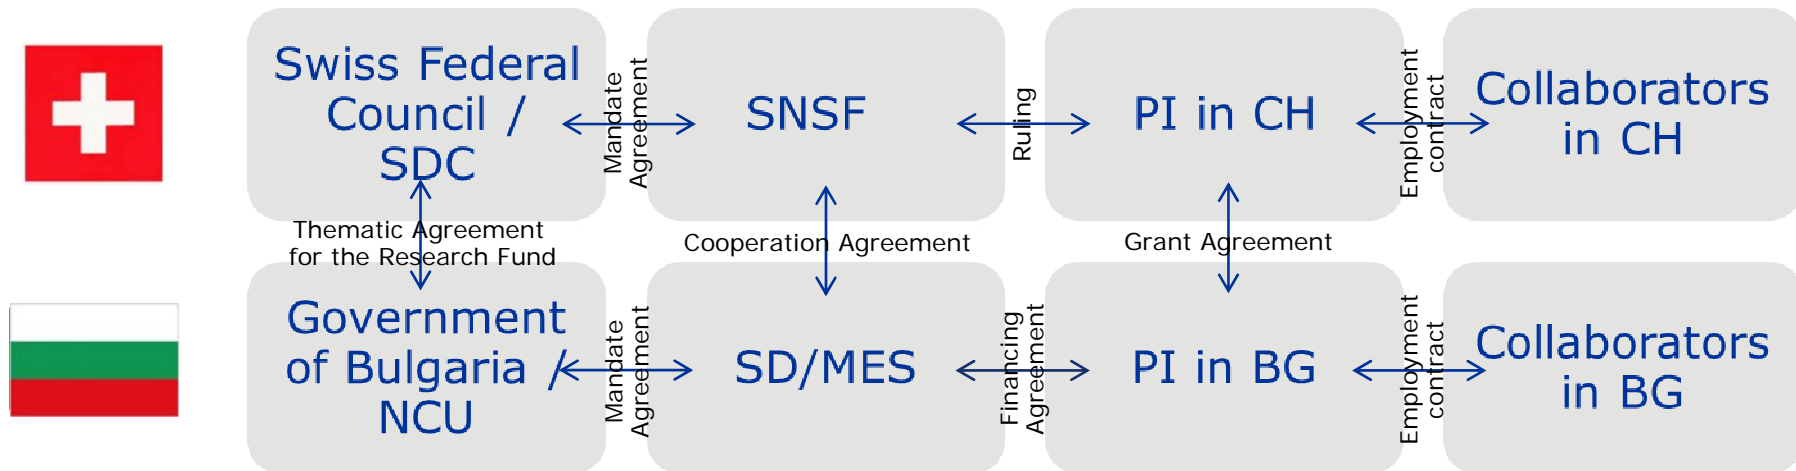 Swiss Federal
Council /
SDC
Mandate
Agreement
SNSF
Ruling
PI in CH
Employment
contract
Collaborators
in CH
Thematic Agreement
for the Research Fund
Cooperation Agreement
Grant Agreement
Government
of Bulgaria /
NCU
Mandate
Agreement
SD/MES
Financing
Agreement
PI in BG
Employment
contract
Collaborators
in BG